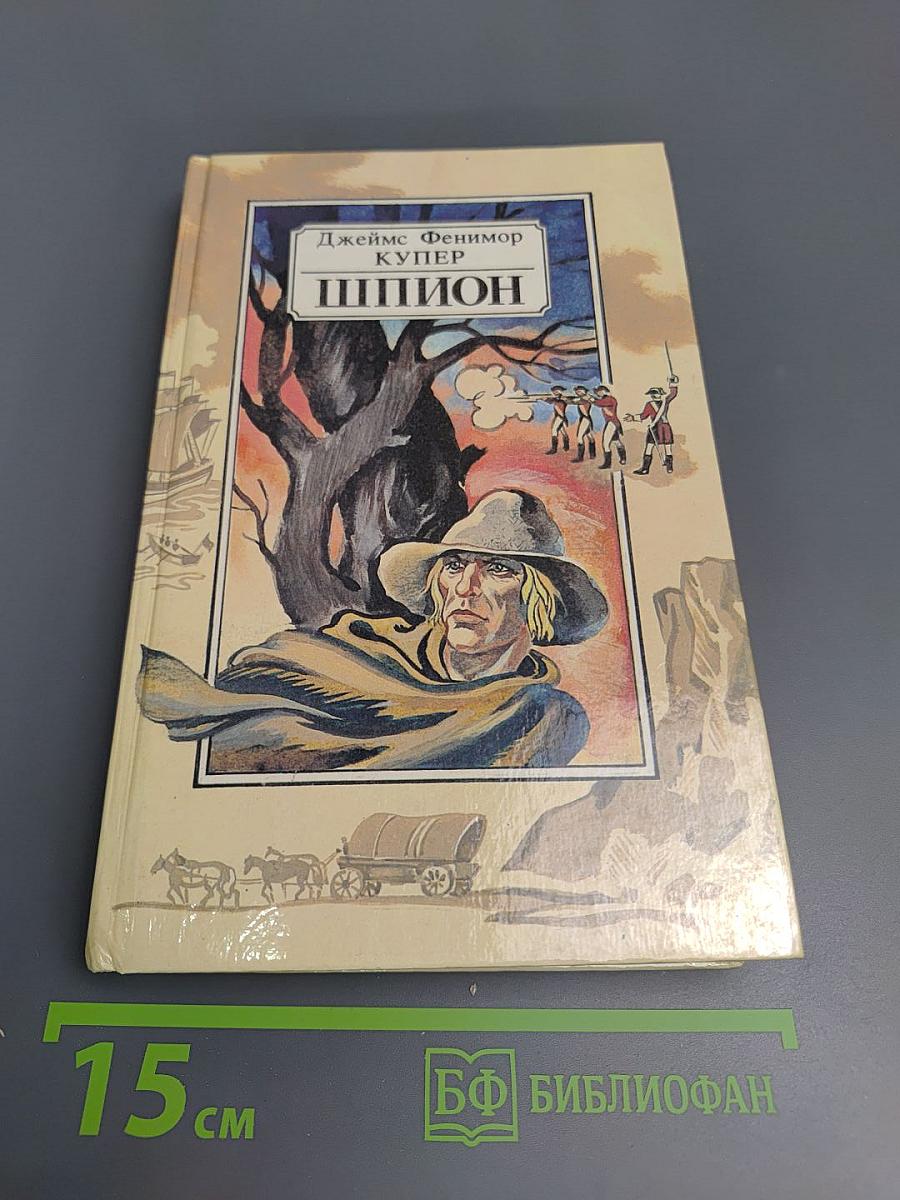 Джеймс Фенимор
КУПЕР
ШПИОН
15 см
БФ БИБЛИОФАН